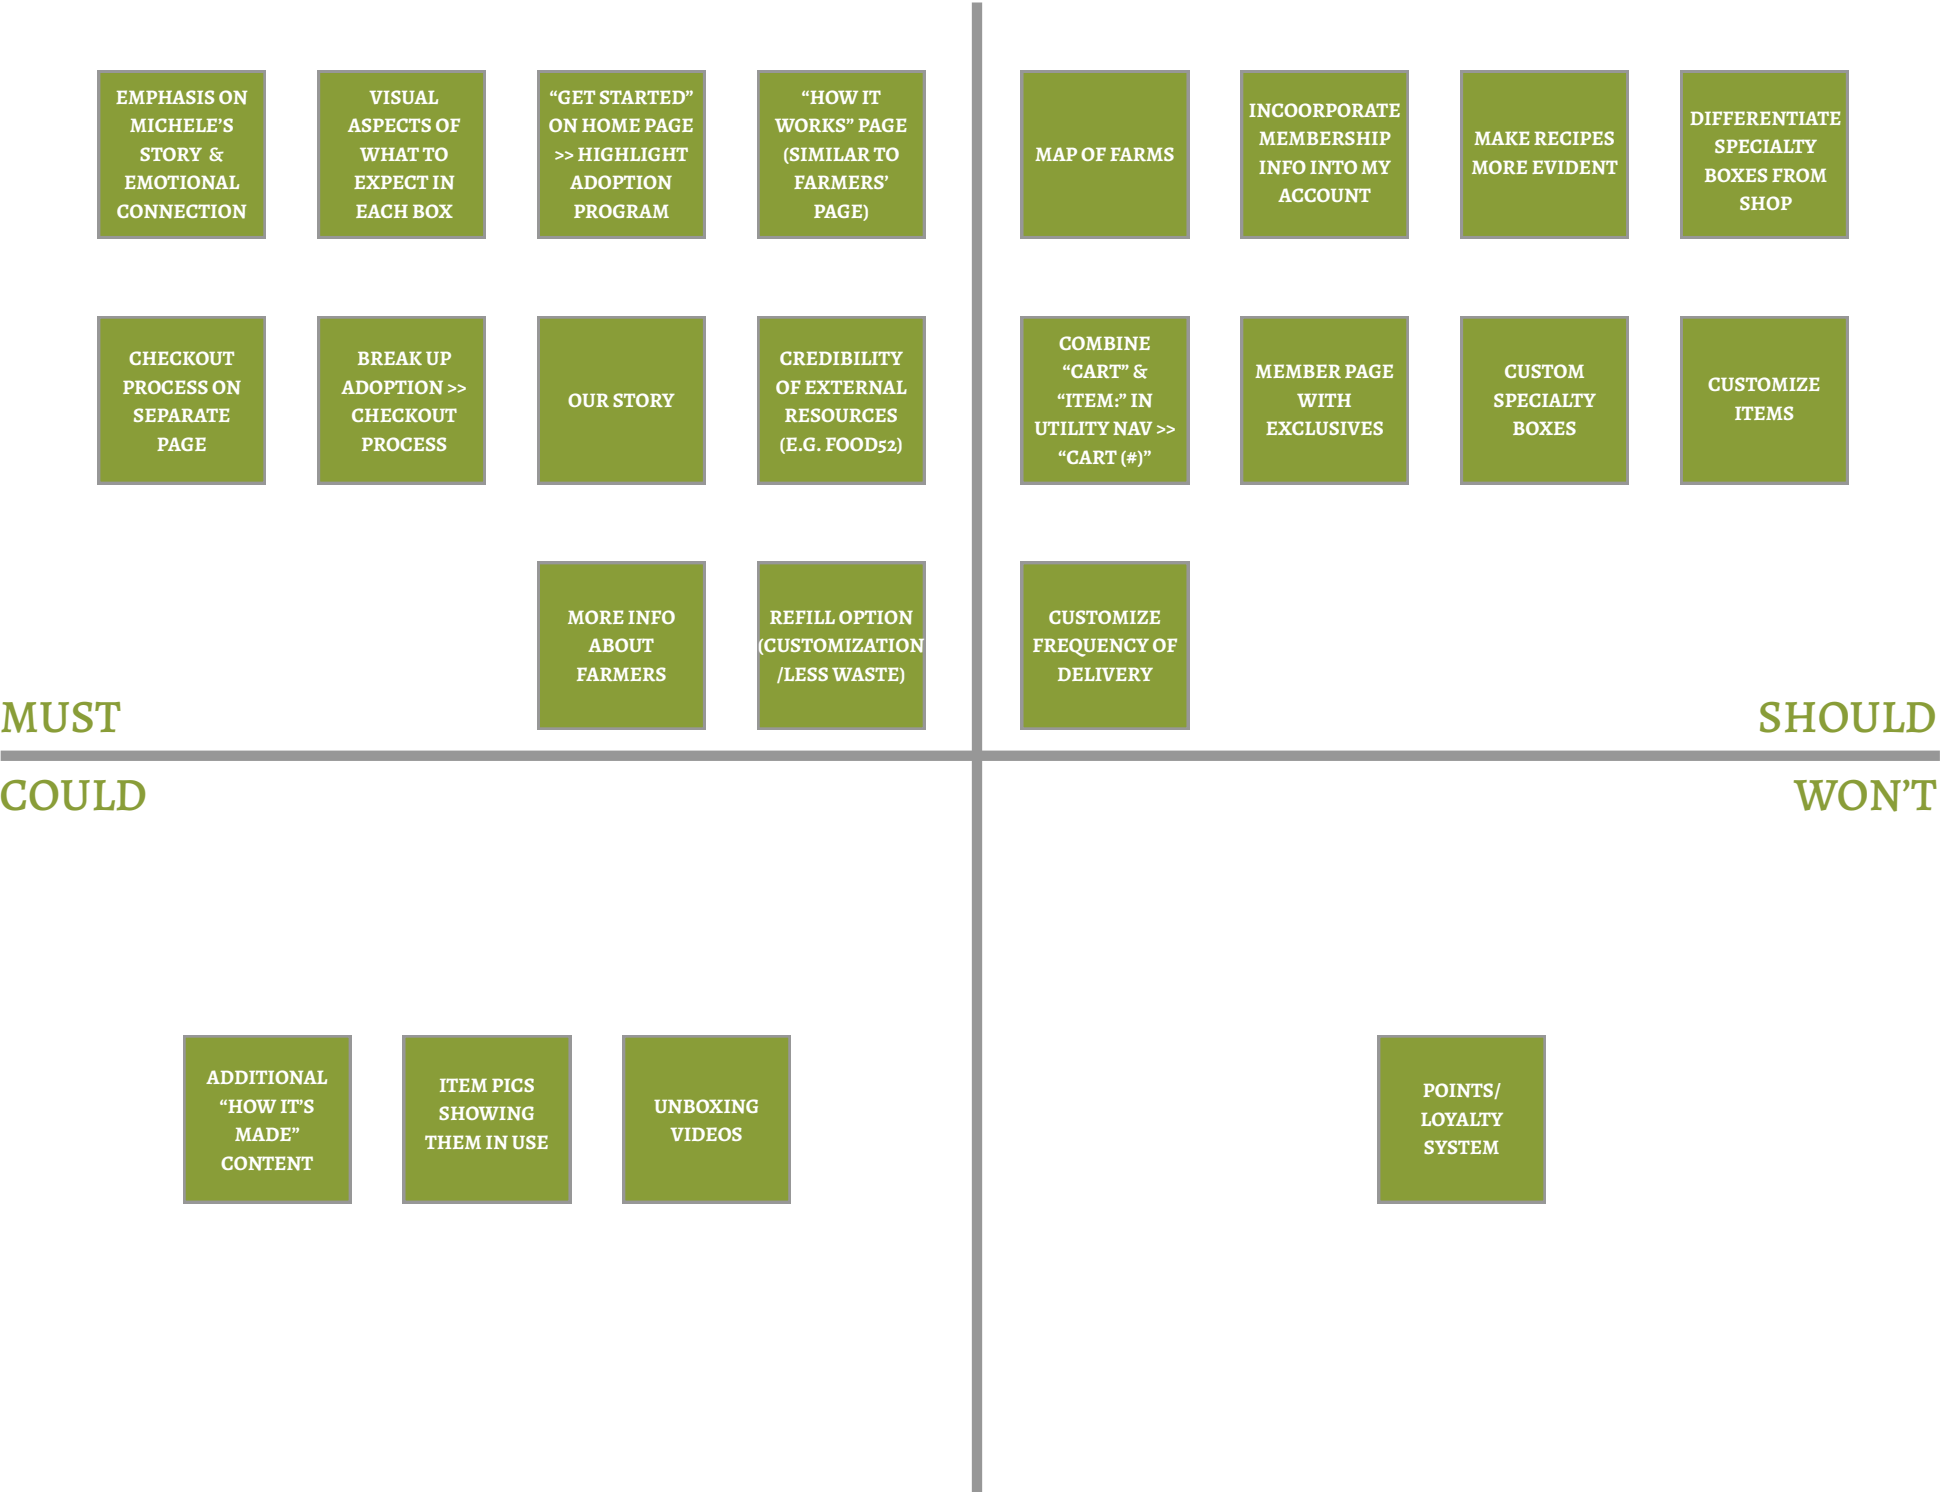 EMPHASIS ON
MICHELE’S
STORY &
EMOTIONAL
CONNECTION
VISUAL
ASPECTS OF
WHAT TO
EXPECT IN
EACH BOX
“GET STARTED”
ON HOME PAGE
>> HIGHLIGHT
ADOPTION
PROGRAM
“HOW IT
WORKS” PAGE
(SIMILAR TO
FARMERS’
PAGE)
MAP OF FARMS
INCOORPORATE
MEMBERSHIP
INFO INTO MY
ACCOUNT
MAKE RECIPES
MORE EVIDENT
DIFFERENTIATE
SPECIALTY
BOXES FROM
SHOP
CHECKOUT
PROCESS ON
SEPARATE
PAGE
BREAK UP
ADOPTION >>
CHECKOUT
PROCESS
OUR STORY
CREDIBILITY
OF EXTERNAL
RESOURCES
(E.G. FOOD52)
COMBINE
“CART” &
“ITEM:” IN
UTILITY NAV >>
“CART (#)”
MEMBER PAGE
WITH
EXCLUSIVES
CUSTOM
SPECIALTY
BOXES
CUSTOMIZE
ITEMS
MORE INFO
ABOUT
FARMERS
REFILL OPTION
(CUSTOMIZATION
/LESS WASTE)
CUSTOMIZE
FREQUENCY OF
DELIVERY
MUST
SHOULD
COULD
WON’T
ADDITIONAL
“HOW IT’S
MADE”
CONTENT
ITEM PICS
SHOWING
THEM IN USE
UNBOXING
VIDEOS
POINTS/
LOYALTY
SYSTEM